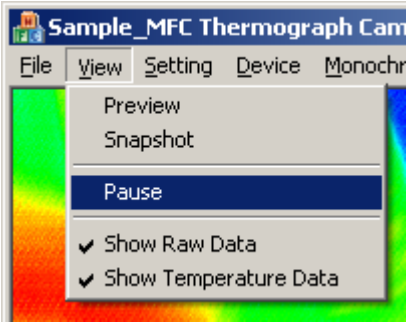 Sample_MFC Thermograph Cam
File View Setting Device Monochr
Preview
Snapshot
Pause
Show Raw Data
Show Temperature Data